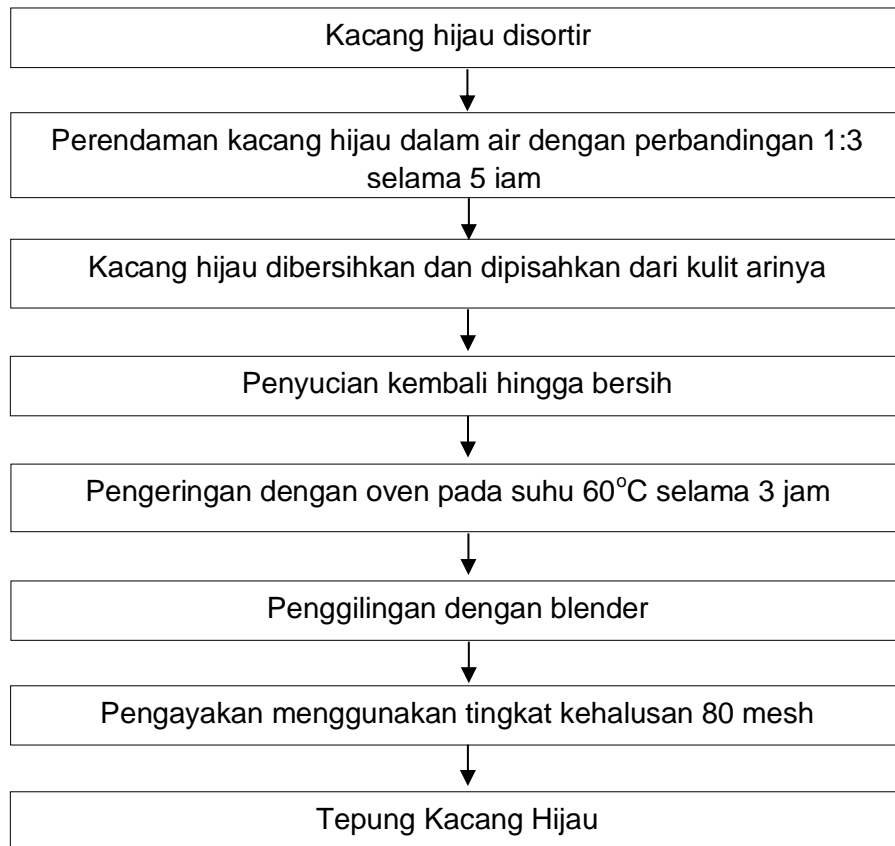 Kacang hijau disortir
Perendaman kacang hijau dalam air dengan perbandingan 1:3
selama 5 iam
Kacang hijau dibersihkan dan dipisahkan dari kulit arinya
Penyucian kembali hingga bersih
Pengeringan dengan oven pada suhu 60°C selama 3 jam
Penggilingan dengan blender
Pengayakan menggunakan tingkat kehalusan 80 mesh
Tepung Kacang Hijau